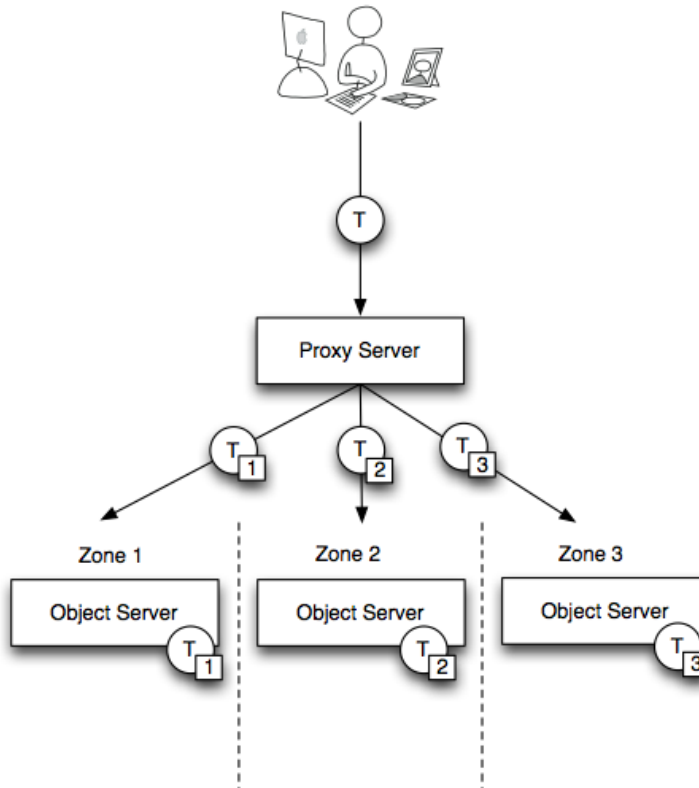 T
Proxy Server
T
1
T
2
T
3
Zone 1
Zone 2
Zone 3
Object Server
Object Server
Object Server
T
1
T
2
T
3